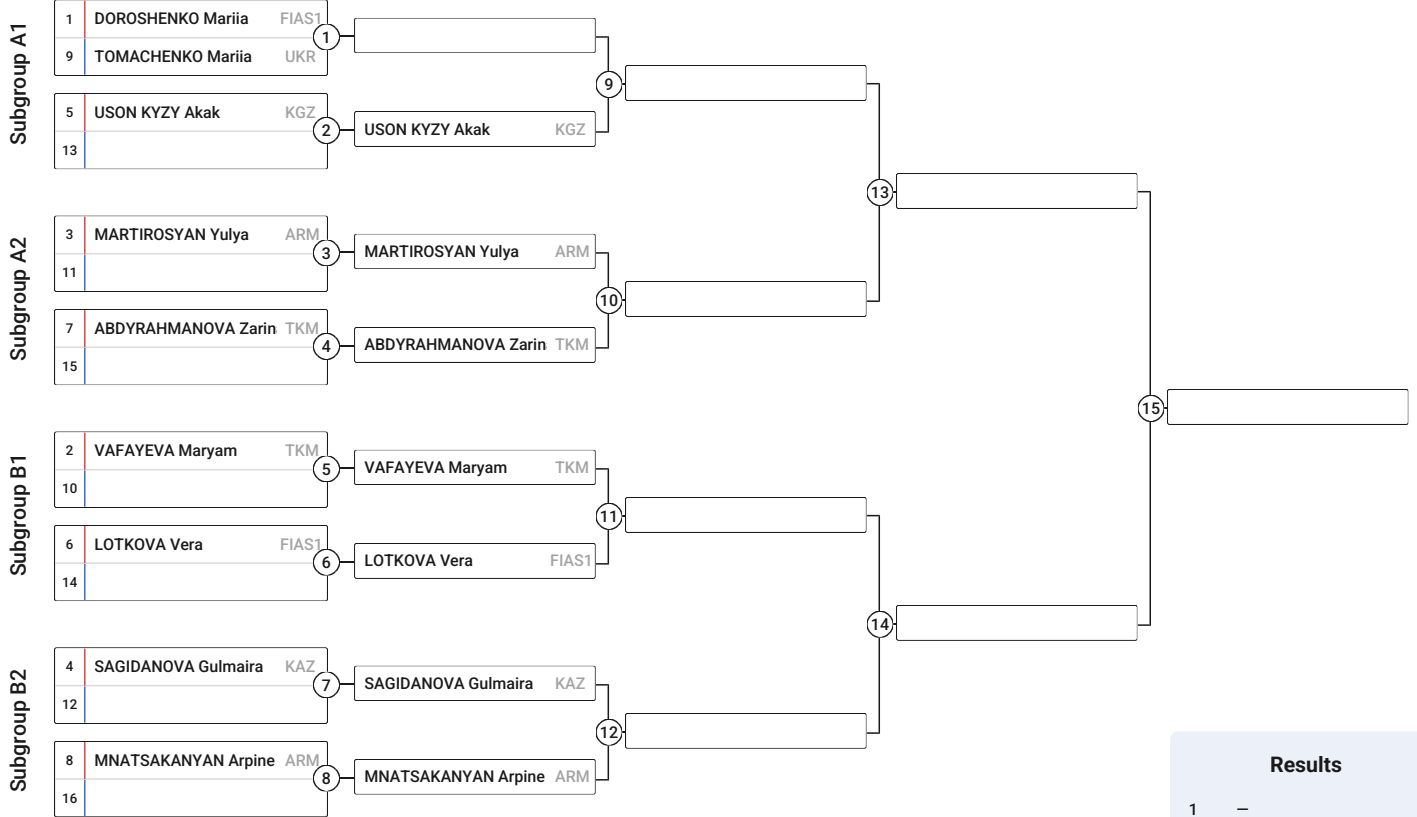 Subgroup A1
1 DOROSHENKO Mariia FIAS1
9 TOMACHENKO Mariia UKR
1
5 USON KYZY Akak KGZ
13
2
USON KYZY Akak KGZ
9
Subgroup A2
3 MARTIROSYAN Yulya ARM
11
3
MARTIROSYAN Yulya ARM
7 ABDYRAHMANOVA Zarin TKM
15
4
ABDYRAHMANOVA Zarin TKM
10
13
Subgroup B1
2 VAFAYEVA Maryam TKM
10
5
VAFAYEVA Maryam TKM
6 LOTKOVA Vera FIAS1
14
6
LOTKOVA Vera FIAS1
11
Subgroup B2
4 SAGIDANOVA Gulmaira KAZ
12
7
SAGIDANOVA Gulmaira KAZ
8 MNATSAKANYAN Arpine ARM
16
8
MNATSAKANYAN Arpine ARM
12
14
15
Results
1 –